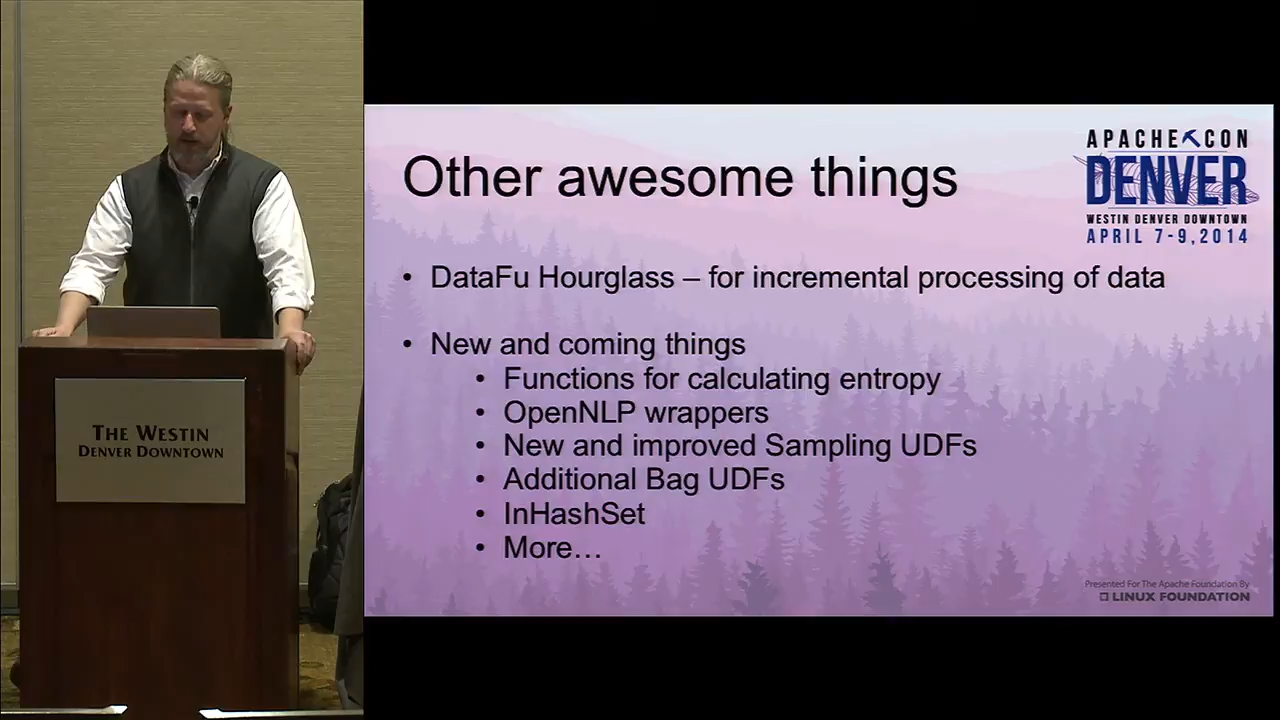 THE WESTIN
DENVER DOWNTOWN
Other awesome things
APACHE CON
DENVER
WESTIN DENVER DOWNTOWN
APRIL 7-9, 2014
• DataFu Hourglass – for incremental processing of data
• New and coming things
• Functions for calculating entropy
• OpenNLP wrappers
• New and improved Sampling UDFs
• Additional Bag UDFs
• InHashSet
• More…
Presented For The Apache Foundation By
LINUX FOUNDATION